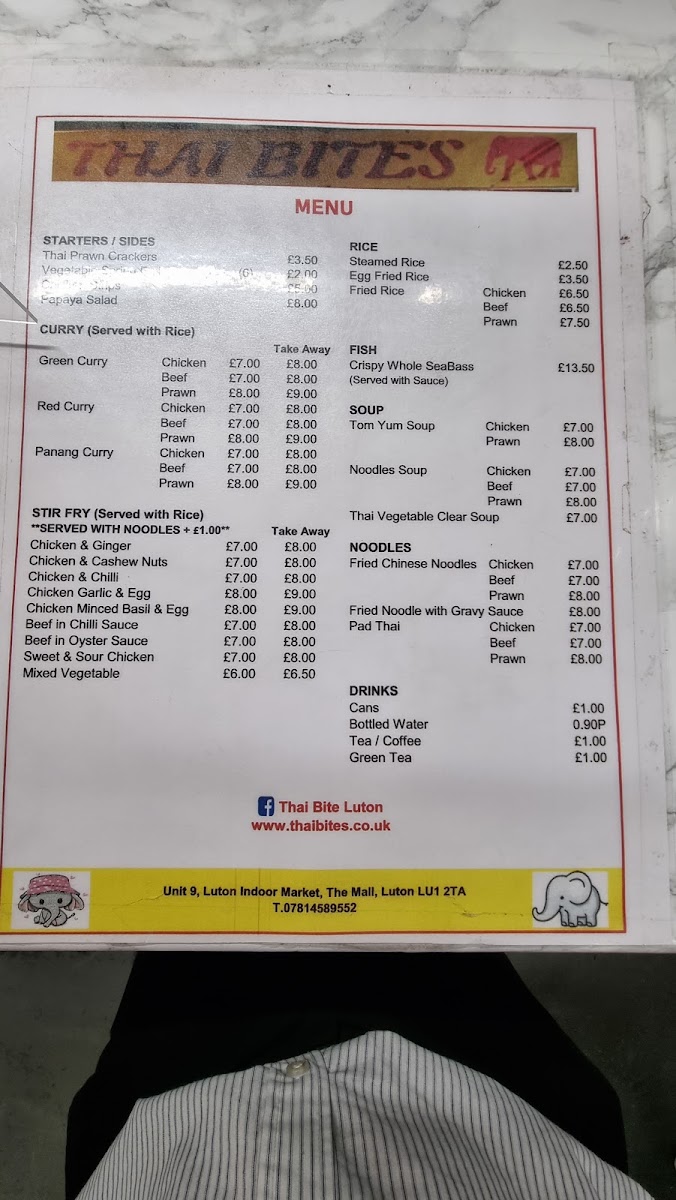 THAI BITES
MENU
STARTERS / SIDES
Thai Prawn Crackers £3.50
Vegetable (6) £2.00
£5.00
Papaya Salad £8.00
CURRY (Served with Rice)
Take Away
Green Curry Chicken £7.00 £8.00
Beef £7.00 £8.00
Prawn £8.00 £9.00
Red Curry Chicken £7.00 £8.00
Beef £7.00 £8.00
Prawn £8.00 £9.00
Panang Curry Chicken £7.00 £8.00
Beef £7.00 £8.00
Prawn £8.00 £9.00
STIR FRY (Served with Rice)
**SERVED WITH NOODLES + £1.00** Take Away
Chicken & Ginger £7.00 £8.00
Chicken & Cashew Nuts £7.00 £8.00
Chicken & Chilli £7.00 £8.00
Chicken Garlic & Egg £8.00 £9.00
Chicken Minced Basil & Egg £8.00 £9.00
Beef in Chilli Sauce £7.00 £8.00
Beef in Oyster Sauce £7.00 £8.00
Sweet & Sour Chicken £7.00 £8.00
Mixed Vegetable £6.00 £6.50
RICE
Steamed Rice £2.50
Egg Fried Rice £3.50
Fried Rice Chicken £6.50
Beef £6.50
Prawn £7.50
FISH
Crispy Whole SeaBass £13.50
(Served with Sauce)
SOUP
Tom Yum Soup Chicken £7.00
Prawn £8.00
Noodles Soup Chicken £7.00
Beef £7.00
Prawn £8.00
Thai Vegetable Clear Soup £7.00
NOODLES
Fried Chinese Noodles Chicken £7.00
Beef £7.00
Prawn £8.00
Fried Noodle with Gravy Sauce £8.00
Pad Thai Chicken £7.00
Beef £7.00
Prawn £8.00
DRINKS
Cans £1.00
Bottled Water 0.90P
Tea / Coffee £1.00
Green Tea £1.00
Thai Bite Luton
www.thaibites.co.uk
Unit 9, Luton Indoor Market, The Mall, Luton LU1 2TA
T.07814589552